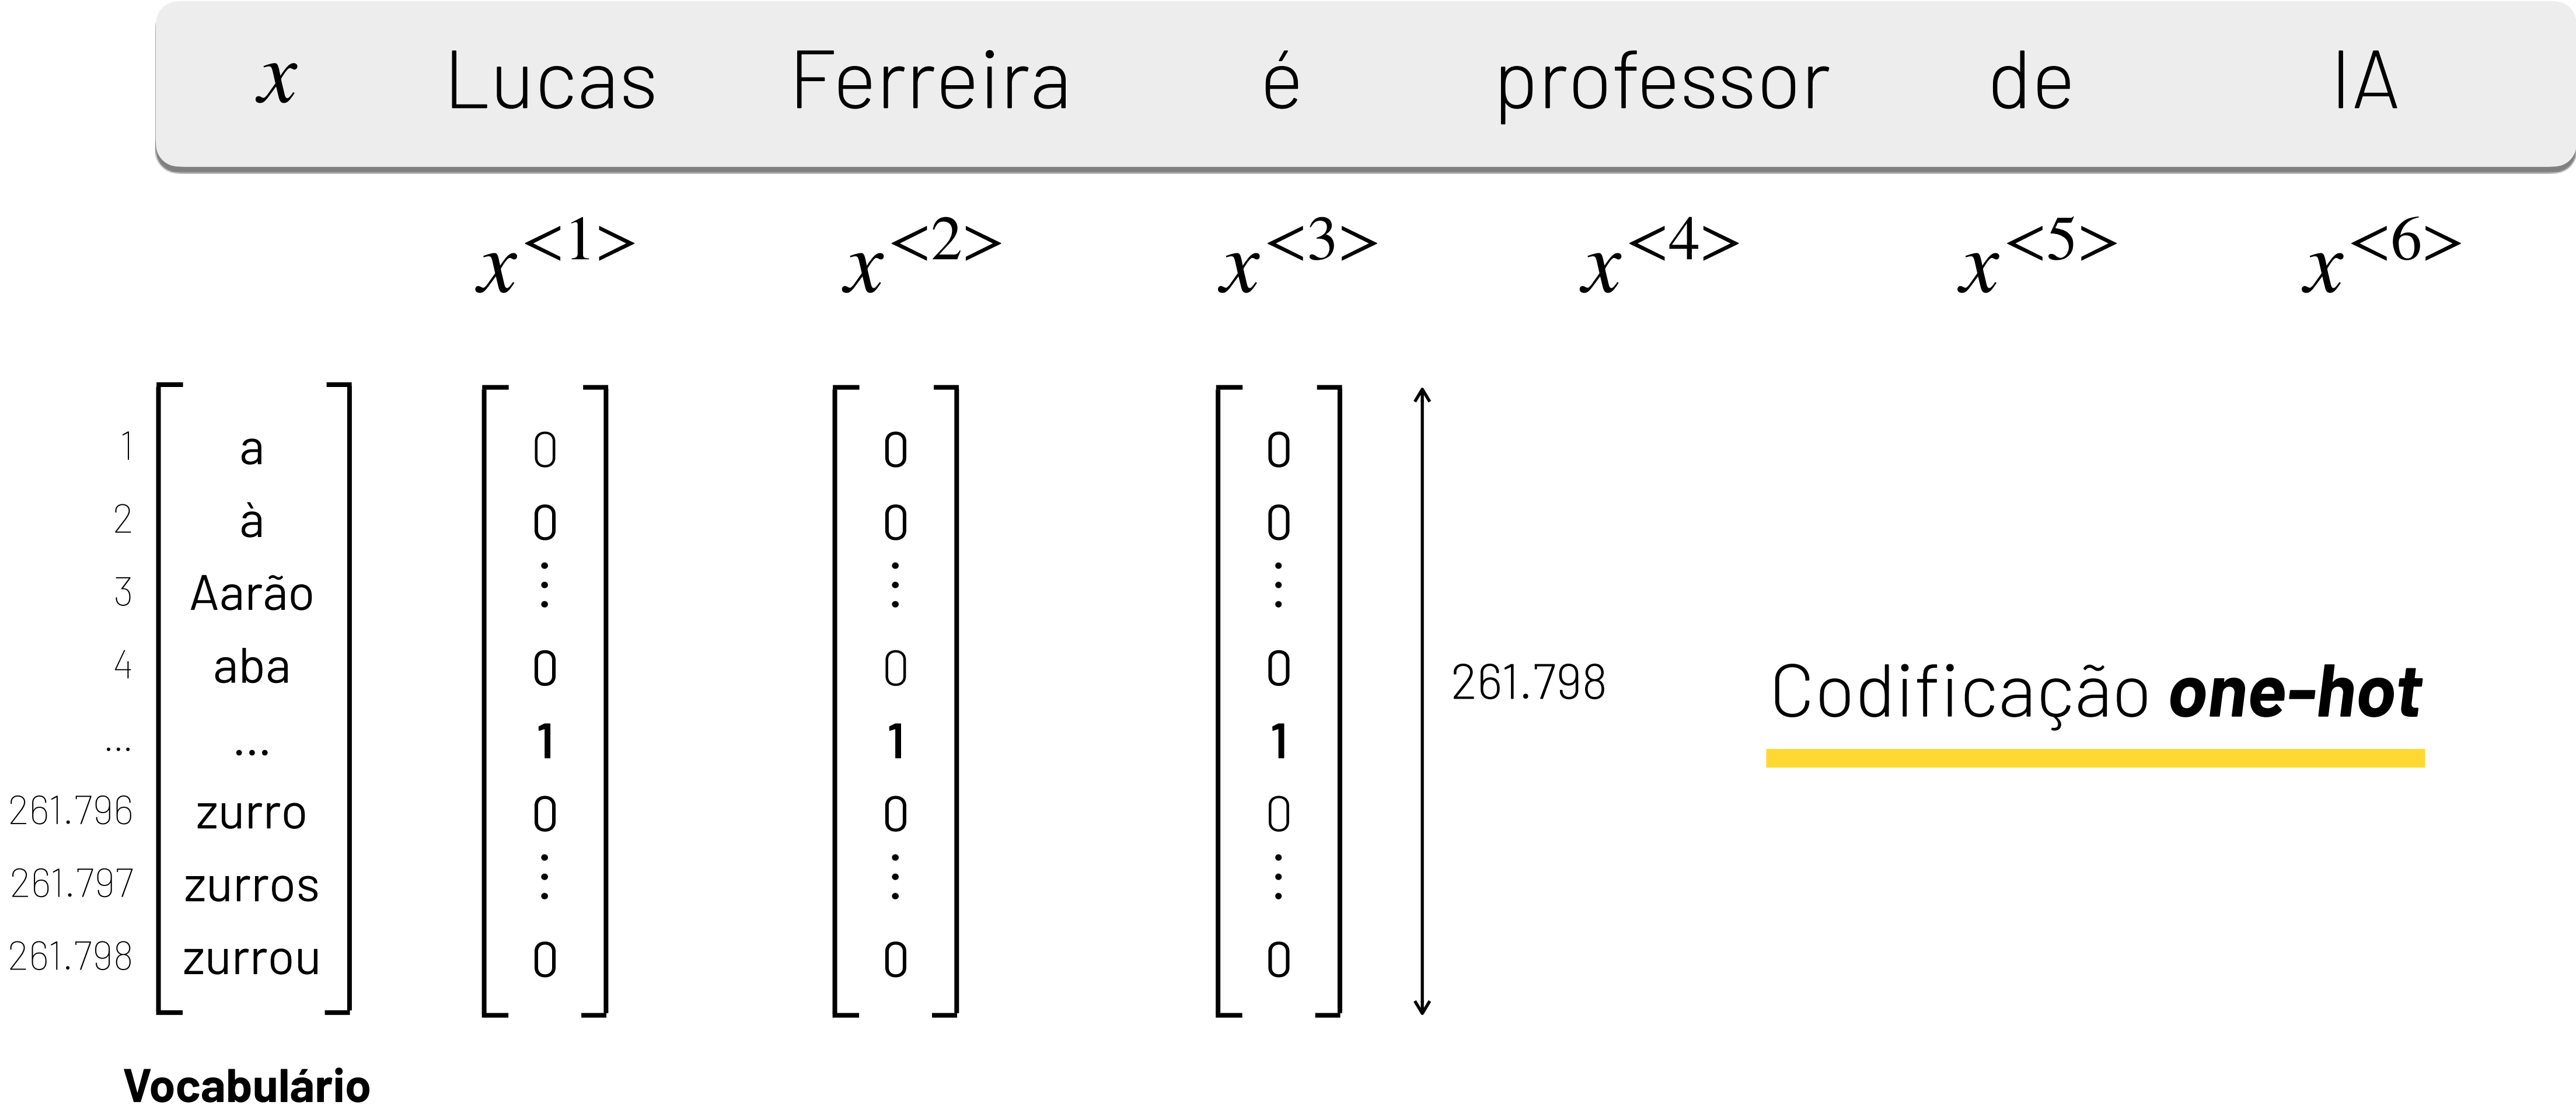 x Lucas Ferreira é professor de IA
x<1> x<2> x<3> x<4> x<5> x<6>
1 a 0 0 0
2 à 0 0 0
3 Aarão ⋮ ⋮ ⋮
4 aba 0 0 0 261.798 Codificação one-hot
... ... 1 1 1
261.796 zurro 0 0 0
261.797 zurros ⋮ ⋮ ⋮
261.798 zurrou 0 0 0
Vocabulário